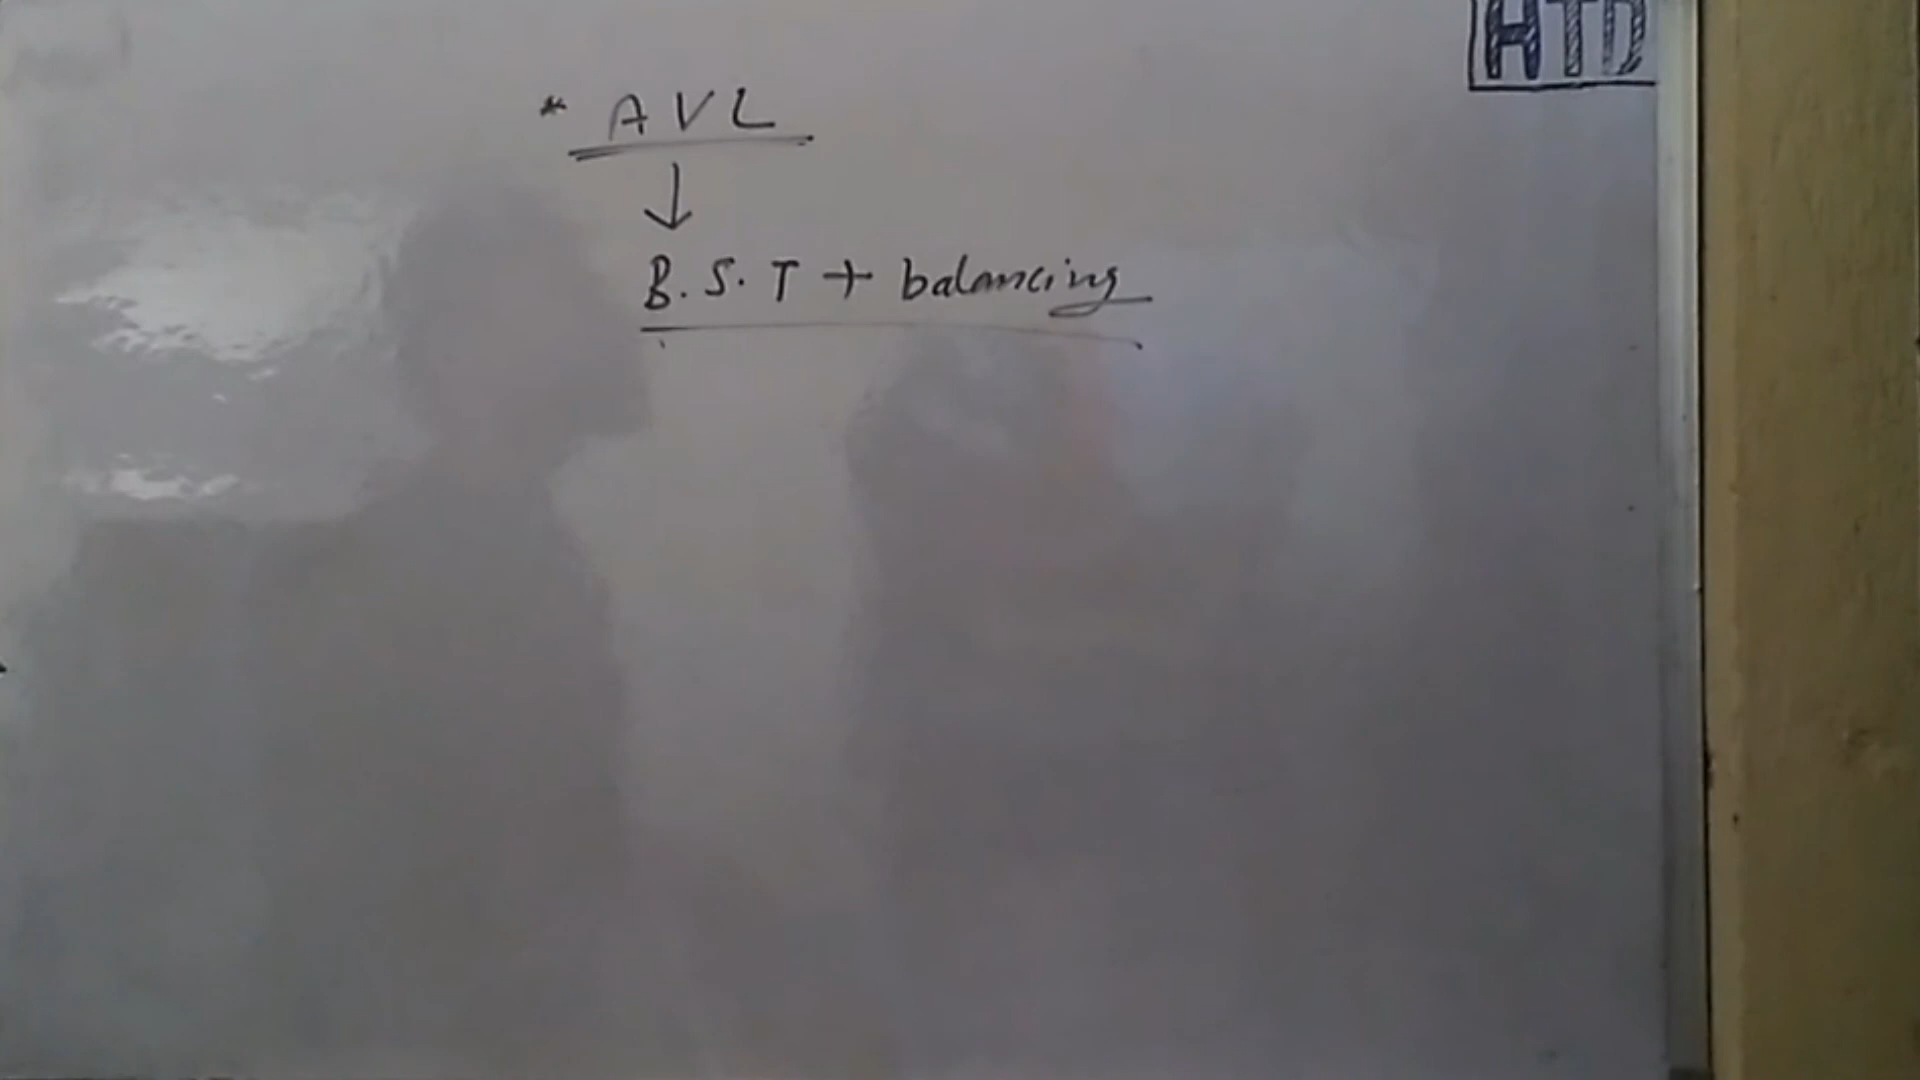 HTD
* AVL
↓
B.S.T + balancing